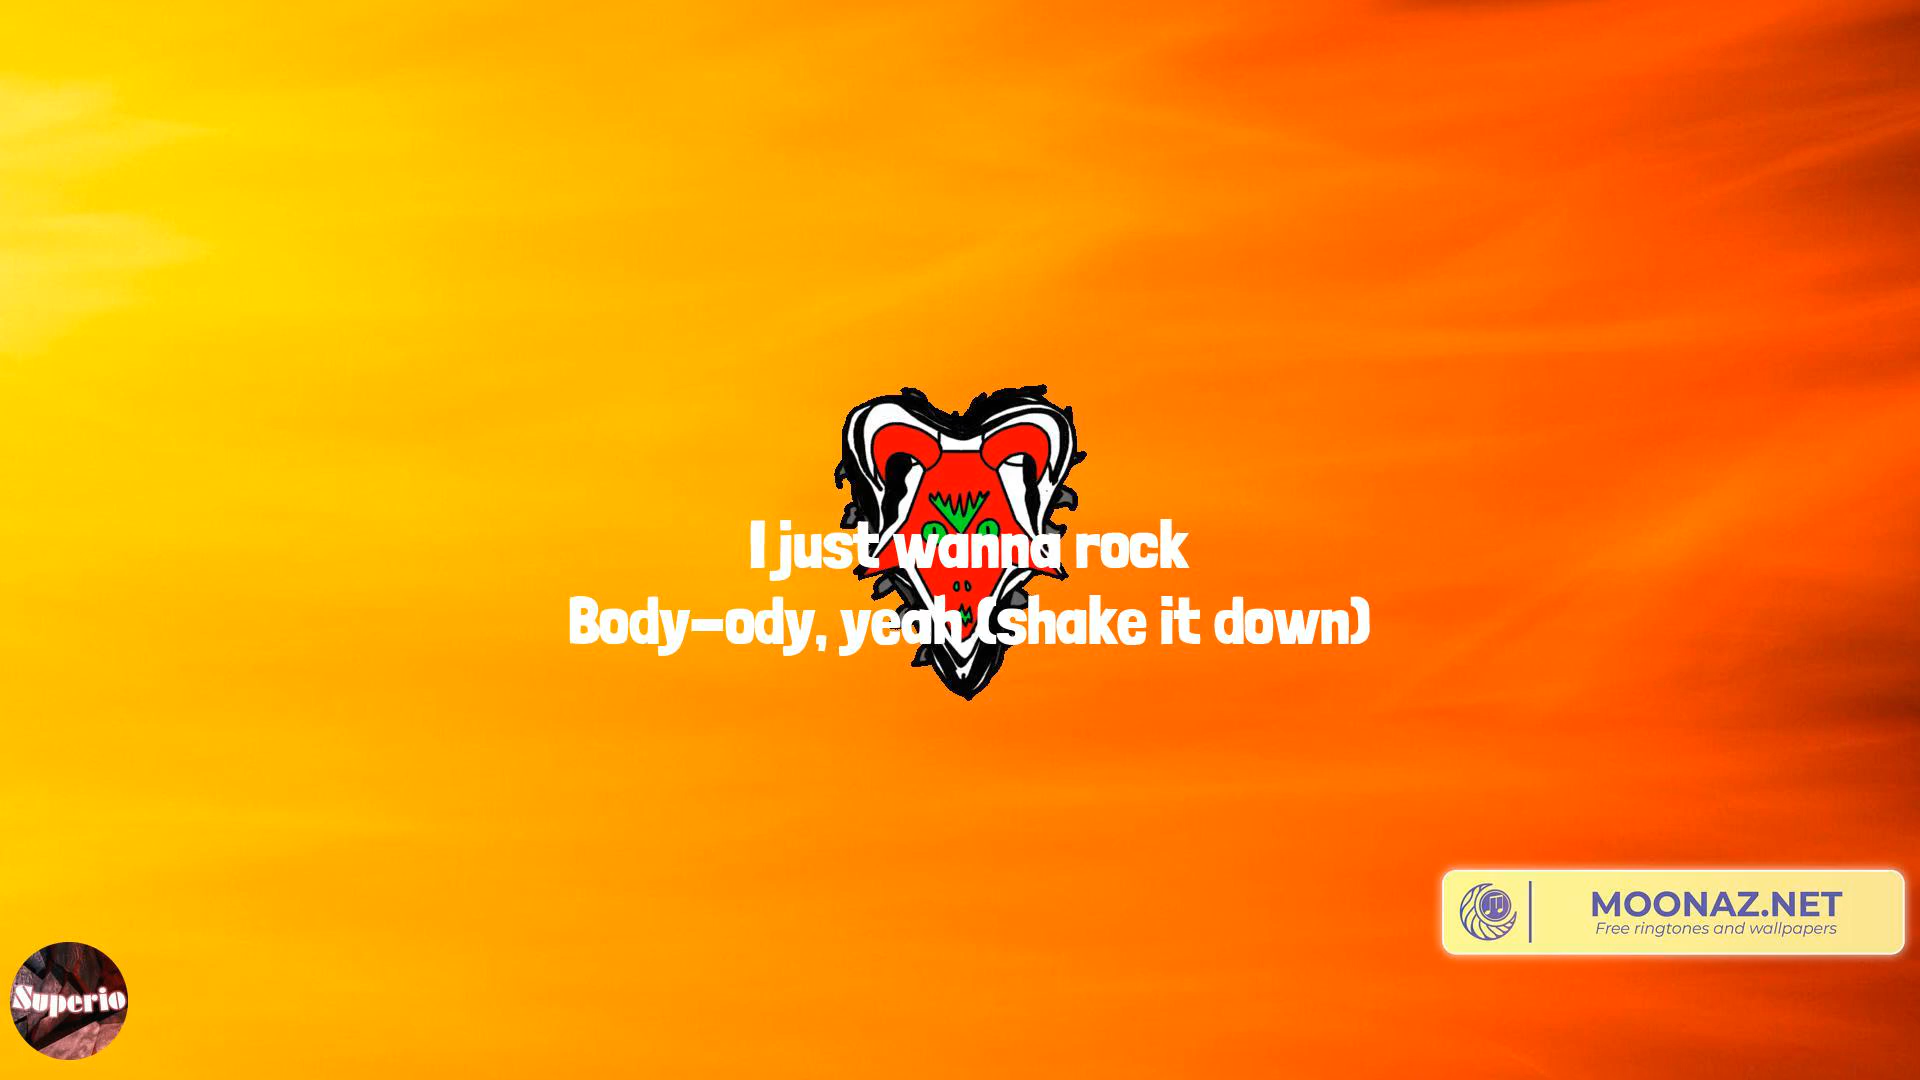 I just wanna rock
Body-ody, yeah (shake it down)
MOONAZ.NET
Free ringtones and wallpapers
Superio